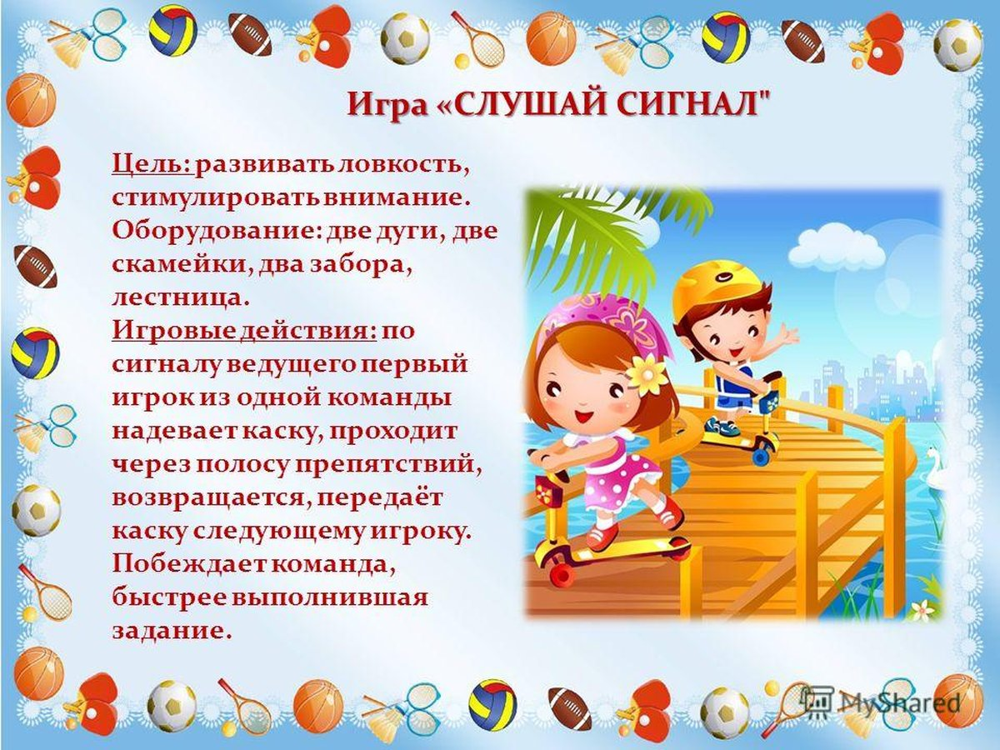 Игра «СЛУШАЙ СИГНАЛ"
Цель: развивать ловкость,
стимулировать внимание.
Оборудование: две дуги, две
скамейки, два забора,
лестница.
Игровые действия: по
сигналу ведущего первый
игрок из одной команды
надевает каску, проходит
через полосу препятствий,
возвращается, передаёт
каску следующему игроку.
Побеждает команда,
быстрее выполнившая
задание.
MyShared